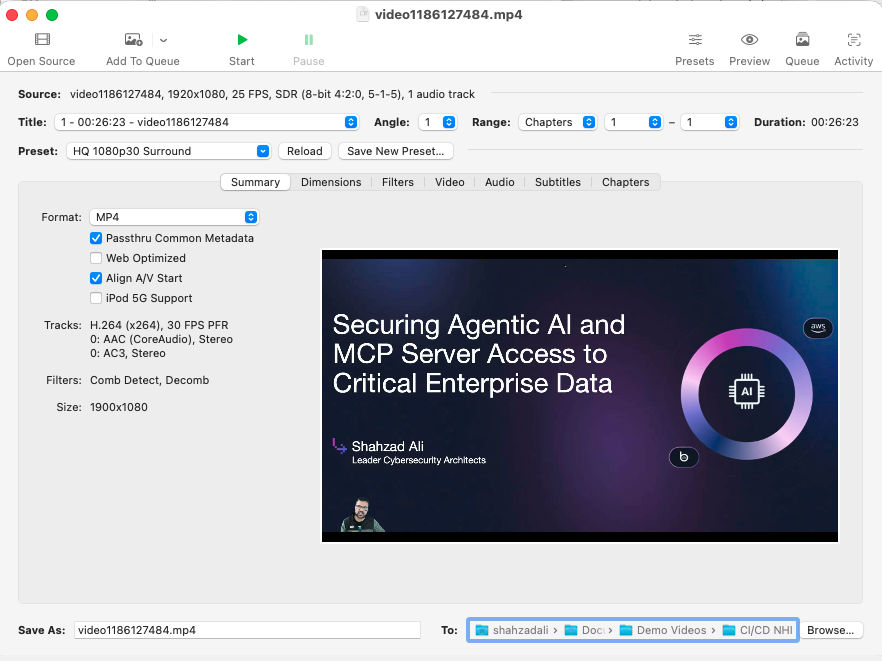 video1186127484.mp4
Open Source
Add To Queue
Start
Pause
Presets
Preview
Queue
Activity
Source: video1186127484, 1920x1080, 25 FPS, SDR (8-bit 4:2:0, 5-1-5), 1 audio track
Title: 1 - 00:26:23 - video1186127484
Angle: 1
Range: Chapters 1 – 1
Duration: 00:26:23
Preset: HQ 1080p30 Surround
Reload
Save New Preset...
Summary
Dimensions
Filters
Video
Audio
Subtitles
Chapters
Format: MP4
Passthru Common Metadata
Web Optimized
Align A/V Start
iPod 5G Support
Tracks: H.264 (x264), 30 FPS PFR
0: AAC (CoreAudio), Stereo
0: AC3, Stereo
Filters: Comb Detect, Decomb
Size: 1900x1080
Securing Agentic AI and
MCP Server Access to
Critical Enterprise Data
Shahzad Ali
Leader Cybersecurity Architects
aws
AI
b
Save As: video1186127484.mp4
To: shahzadali › Docu › Demo Videos › CI/CD NHI
Browse...